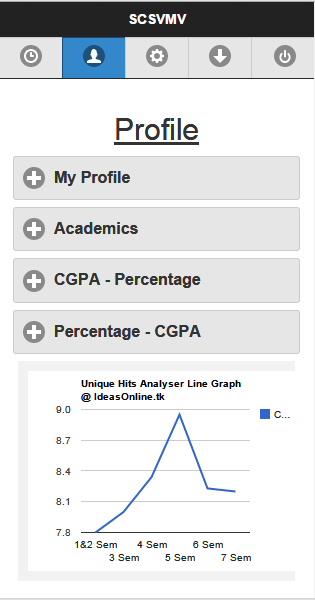 SCSVMV
Profile
My Profile
Academics
CGPA - Percentage
Percentage - CGPA
Unique Hits Analyser Line Graph
@ IdeasOnline.tk
9.0
C...
8.7
8.4
8.1
7.8
1&2 Sem 4 Sem 6 Sem
3 Sem 5 Sem 7 Sem